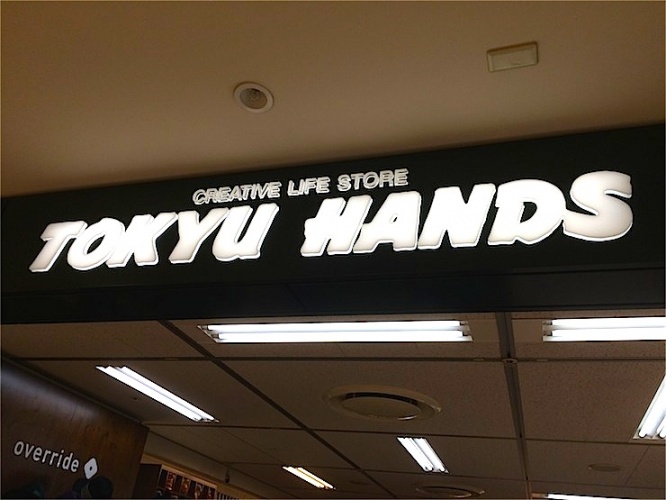 CREATIVE LIFE STORE
TOKYU HANDS
override